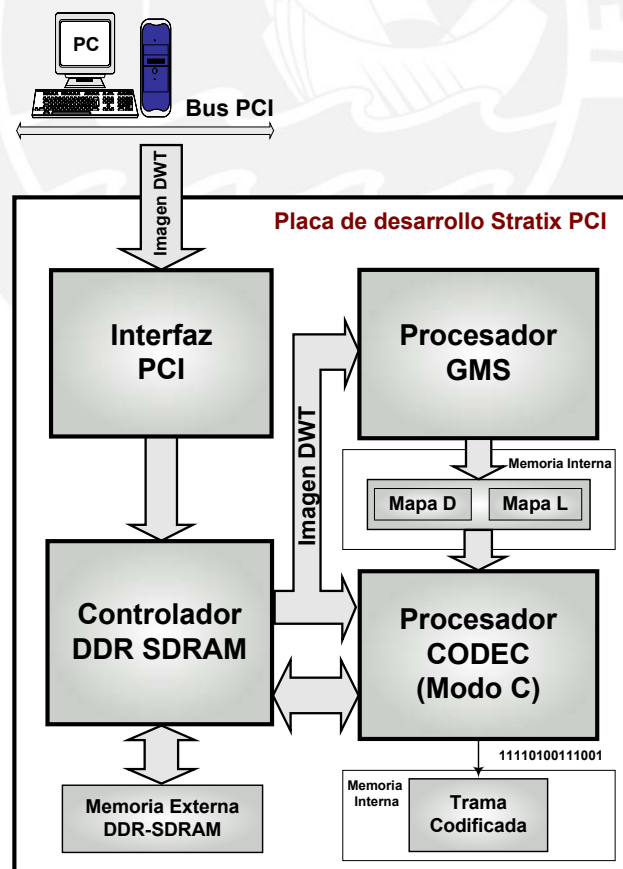 PC
Bus PCI
Imagen DWT
Placa de desarrollo Stratix PCI
Interfaz
PCI
Procesador
GMS
Imagen DWT
Memoria Interna
Mapa D
Mapa L
Controlador
DDR SDRAM
Procesador
CODEC
(Modo C)
11110100111001
Memoria Externa
DDR-SDRAM
Memoria
Interna
Trama
Codificada